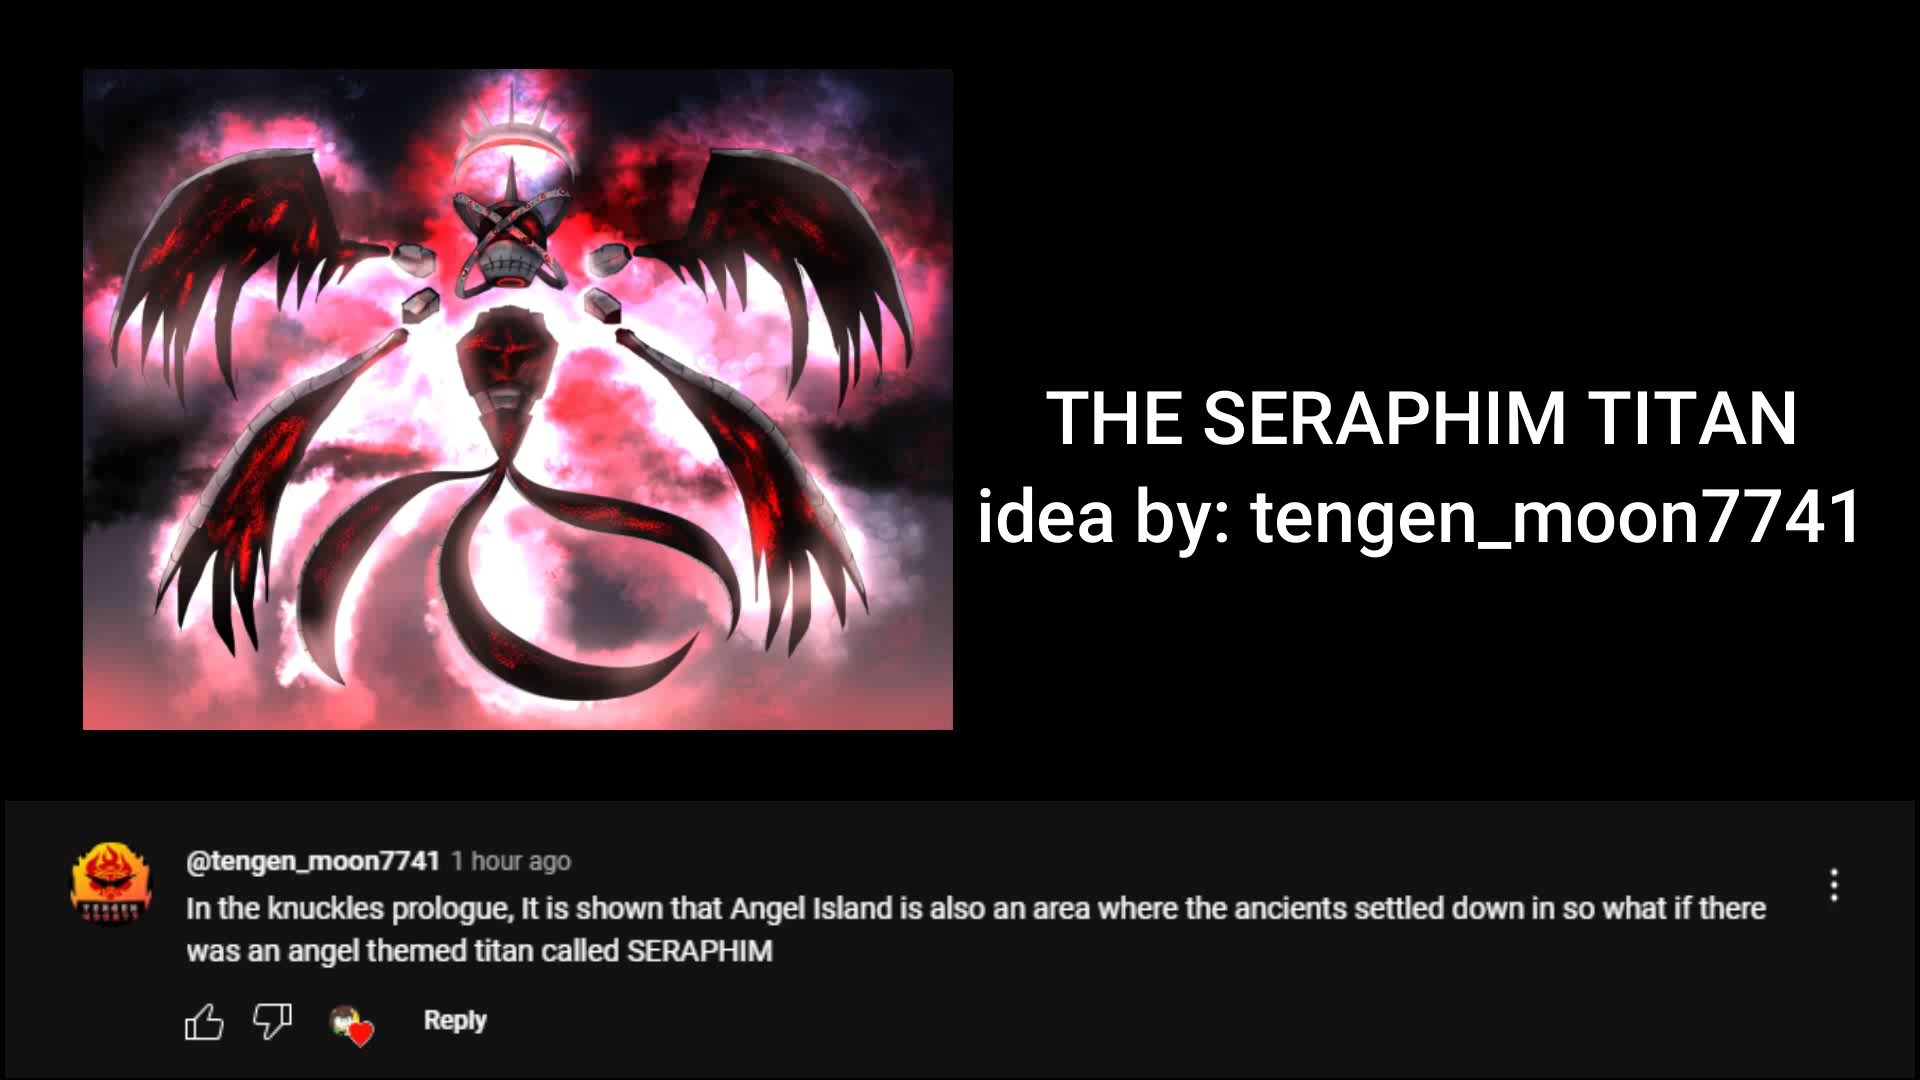 THE SERAPHIM TITAN
idea by: tengen_moon7741
@tengen_moon7741 1 hour ago
In the knuckles prologue, It is shown that Angel Island is also an area where the ancients settled down in so what if there
was an angel themed titan called SERAPHIM
Reply